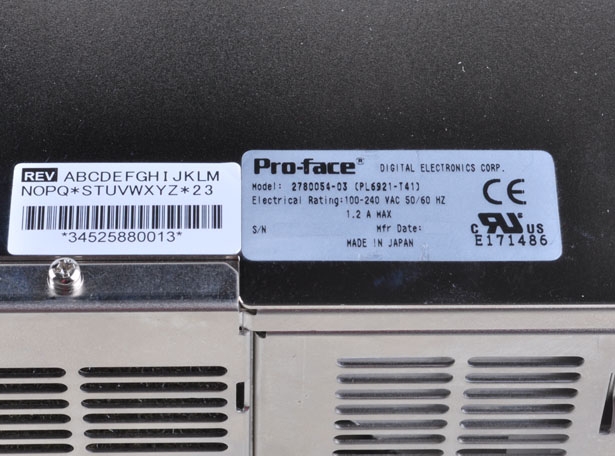 REV ABCDEFGHIJKLM
NOPQ*STUVWXYZ*23
*34525880013*
Pro-face® DIGITAL ELECTRONICS CORP.
Model: 2780054-03 (PL6921-T41)
Electrical Rating:100-240 VAC 50/60 HZ
1.2 A MAX
S/N Mfr Date:
MADE IN JAPAN
CE
c RU US
E171486